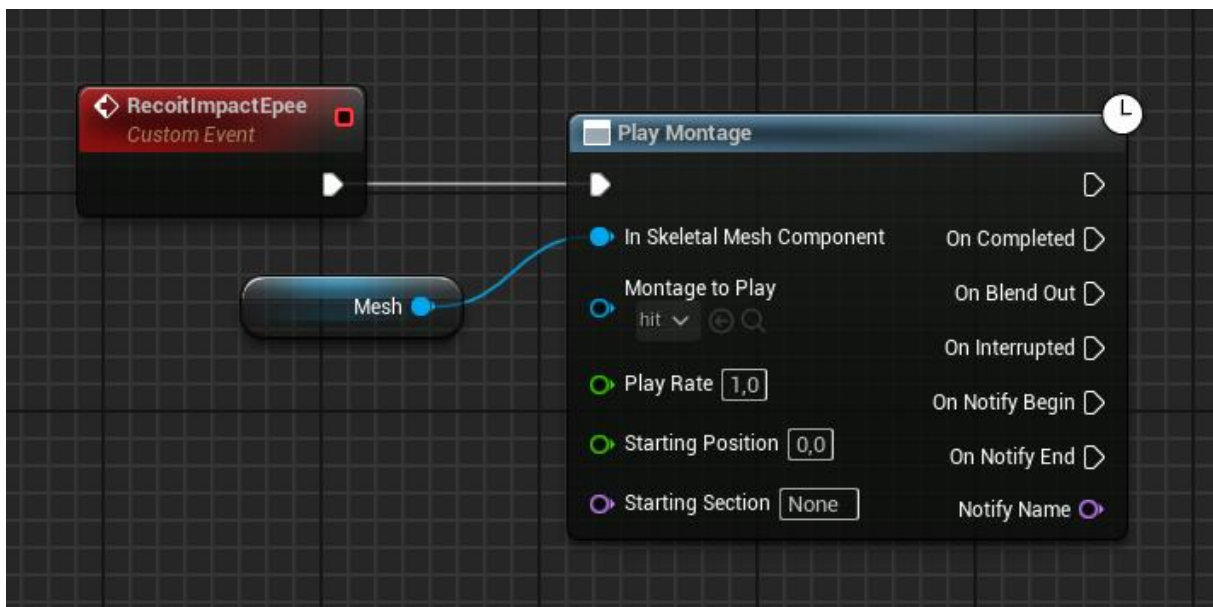 RecoitImpactEpee
Custom Event
Mesh
Play Montage
In Skeletal Mesh Component
On Completed
Montage to Play
hit
On Blend Out
On Interrupted
Play Rate 1,0
On Notify Begin
Starting Position 0,0
On Notify End
Starting Section None
Notify Name